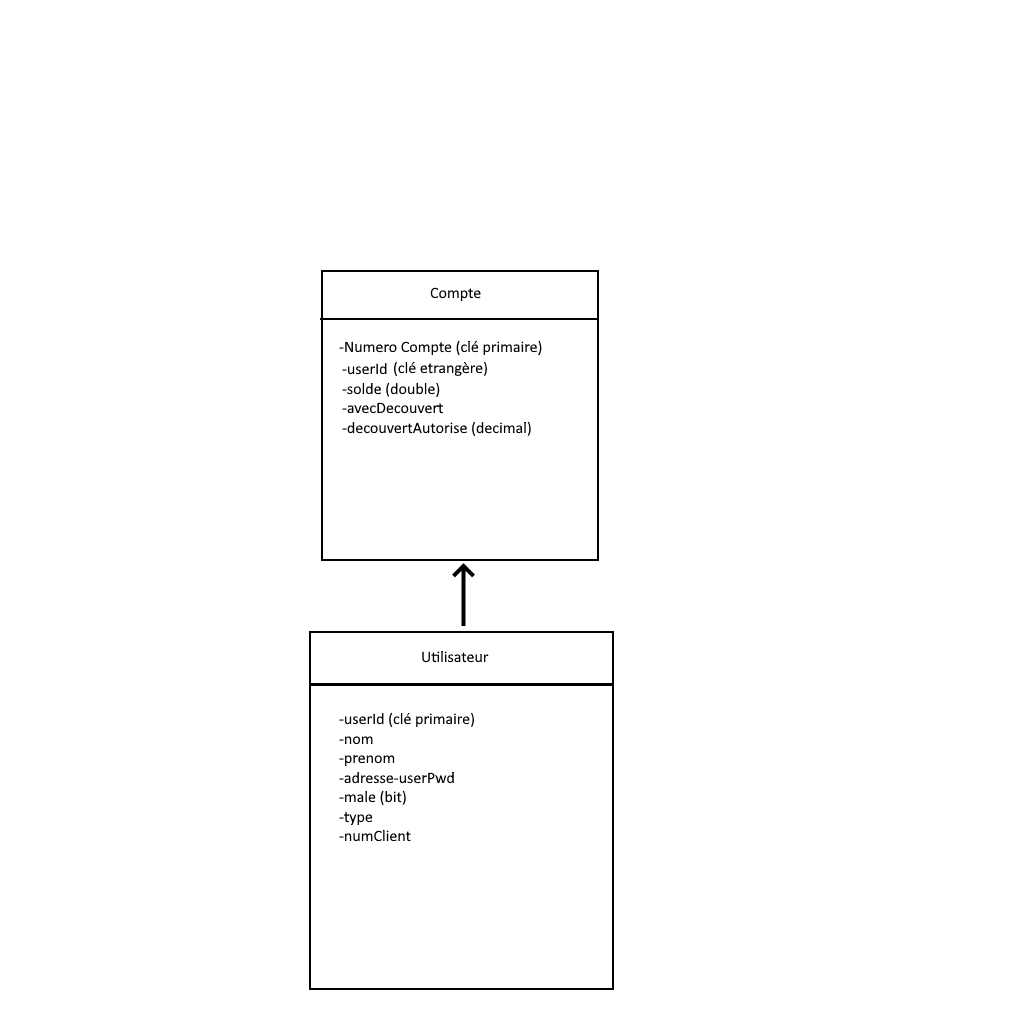 Compte
-Numero Compte (clé primaire)
-userId (clé etrangère)
-solde (double)
-avecDecouvert
-decouvertAutorise (decimal)
Utilisateur
-userId (clé primaire)
-nom
-prenom
-adresse-userPwd
-male (bit)
-type
-numClient